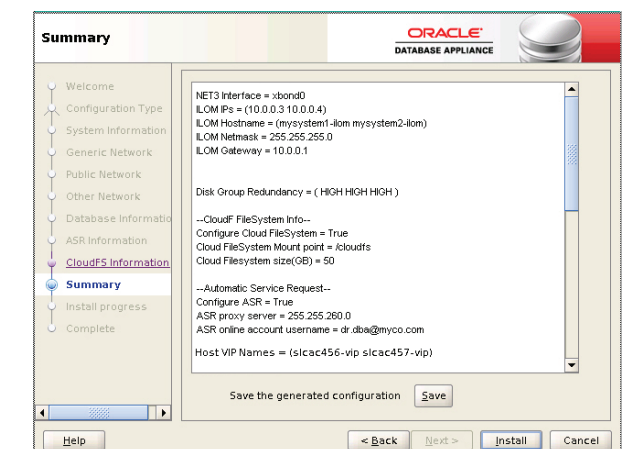 Summary
ORACLE
DATABASE APPLIANCE
Welcome
Configuration Type
System Information
Generic Network
Public Network
Other Network
Database Informatio
ASR Information
CloudFS Information
Summary
Install progress
Complete
NET3 Interface = xbond0
ILOM IPs = (10.0.0.3 10.0.0.4)
ILOM Hostname = (mysystem1-ilom mysystem2-ilom)
ILOM Netmask = 255.255.255.0
ILOM Gateway = 10.0.0.1
Disk Group Redundancy = ( HIGH HIGH HIGH )
--CloudF FileSystem Info--
Configure Cloud FileSystem = True
Cloud FileSystem Mount point = /cloudfs
Cloud Filesystem size(GB) = 50
--Automatic Service Request--
Configure ASR = True
ASR proxy server = 255.255.260.0
ASR online account username = dr.dba@myco.com
Host VIP Names = (slcac456-vip slcac457-vip)
Save the generated configuration Save
Help < Back Next > Install Cancel